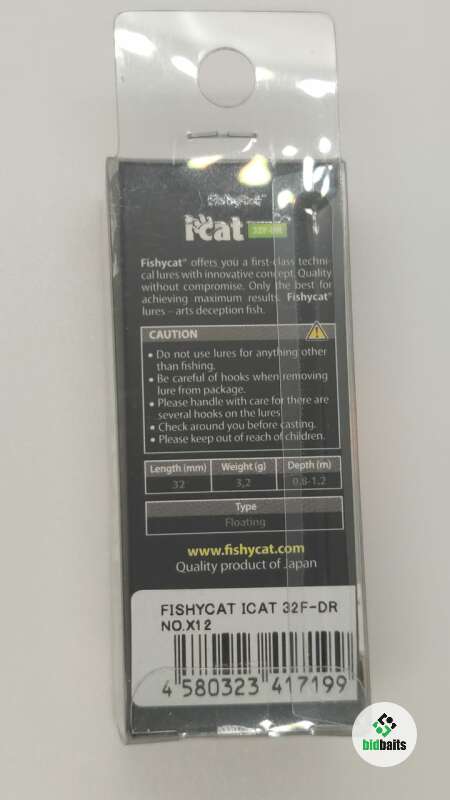 Fishycat™
icat 32F-DR
Fishycat™ offers you a first-class techni-
cal lures with innovative concept. Quality
without compromise. Only the best for
achieving maximum results. Fishycat™
lures – arts deception fish.
CAUTION
• Do not use lures for anything other
than fishing.
• Be careful of hooks when removing
lure from package.
• Please handle with care for there are
several hooks on the lures
• Check around you before casting.
• Please keep out of reach of children.
Length (mm) Weight (g) Depth (m)
32 3,2 0.8-1.2
Type
Floating
www.fishycat.com
Quality product of Japan
FISHYCAT ICAT 32F-DR
NO.X12
4 580323 417199
bidbaits